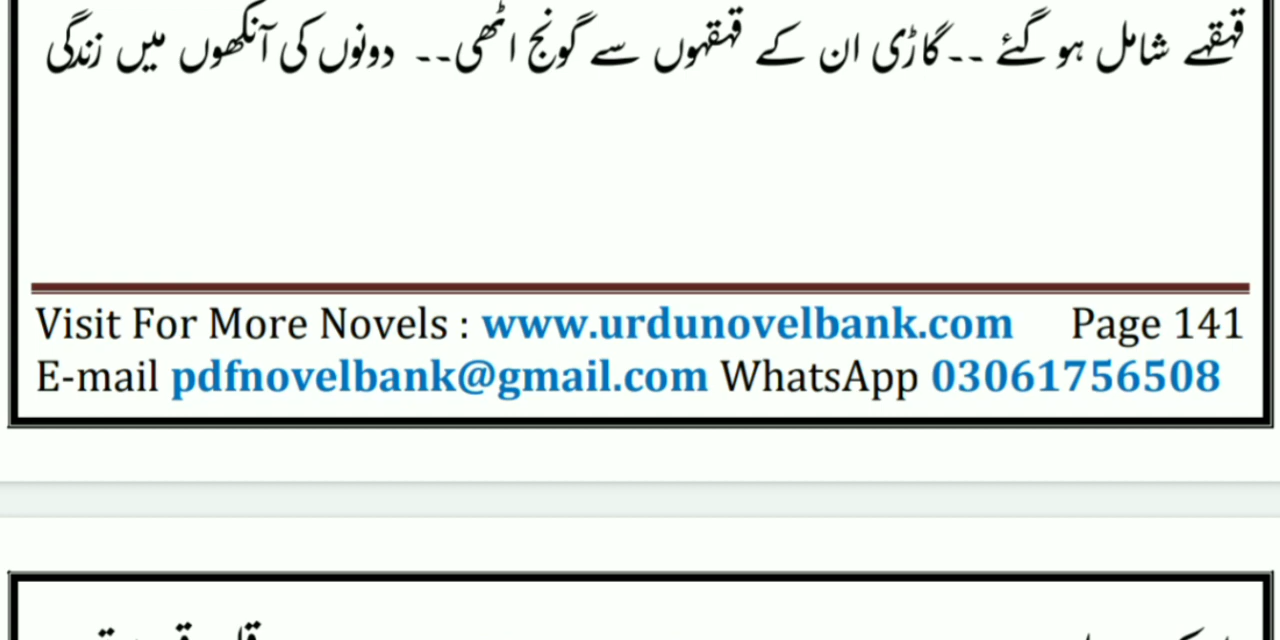 قہقہے شامل ہو گئے ۔۔گاڑی ان کے قہقہوں سے گونج اٹھی۔۔ دونوں کی آنکھوں میں زندگی
Visit For More Novels : www.urdunovelbank.com Page 141
E-mail pdfnovelbank@gmail.com WhatsApp 03061756508